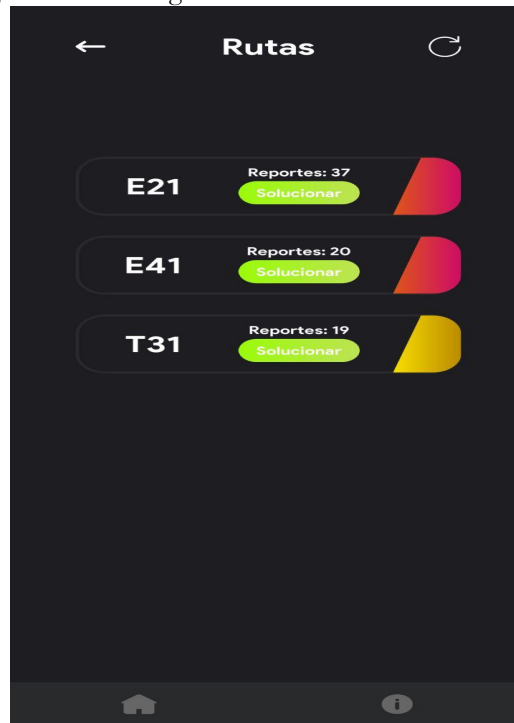 Rutas
E21
Reportes: 37
Solucionar
E41
Reportes: 20
Solucionar
T31
Reportes: 19
Solucionar